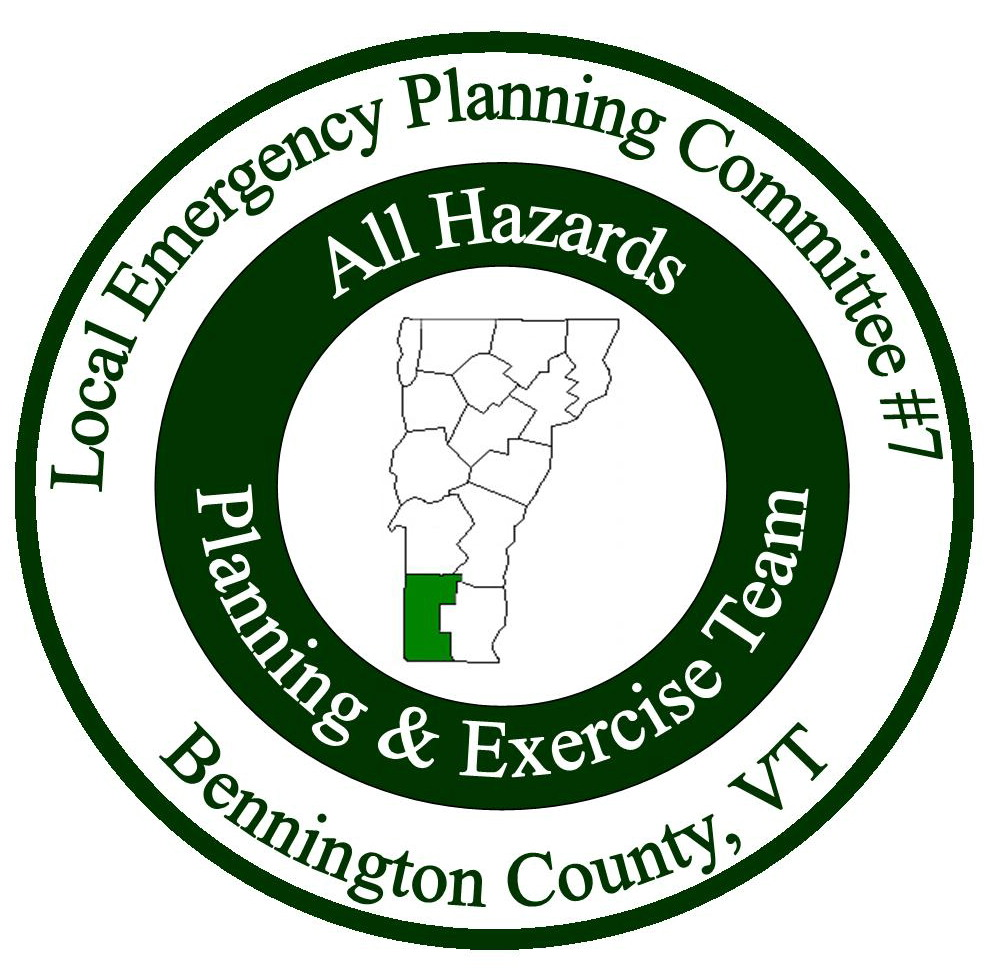 Local Emergency Planning Committee #7
All Hazards
Planning & Exercise Team
Bennington County, VT